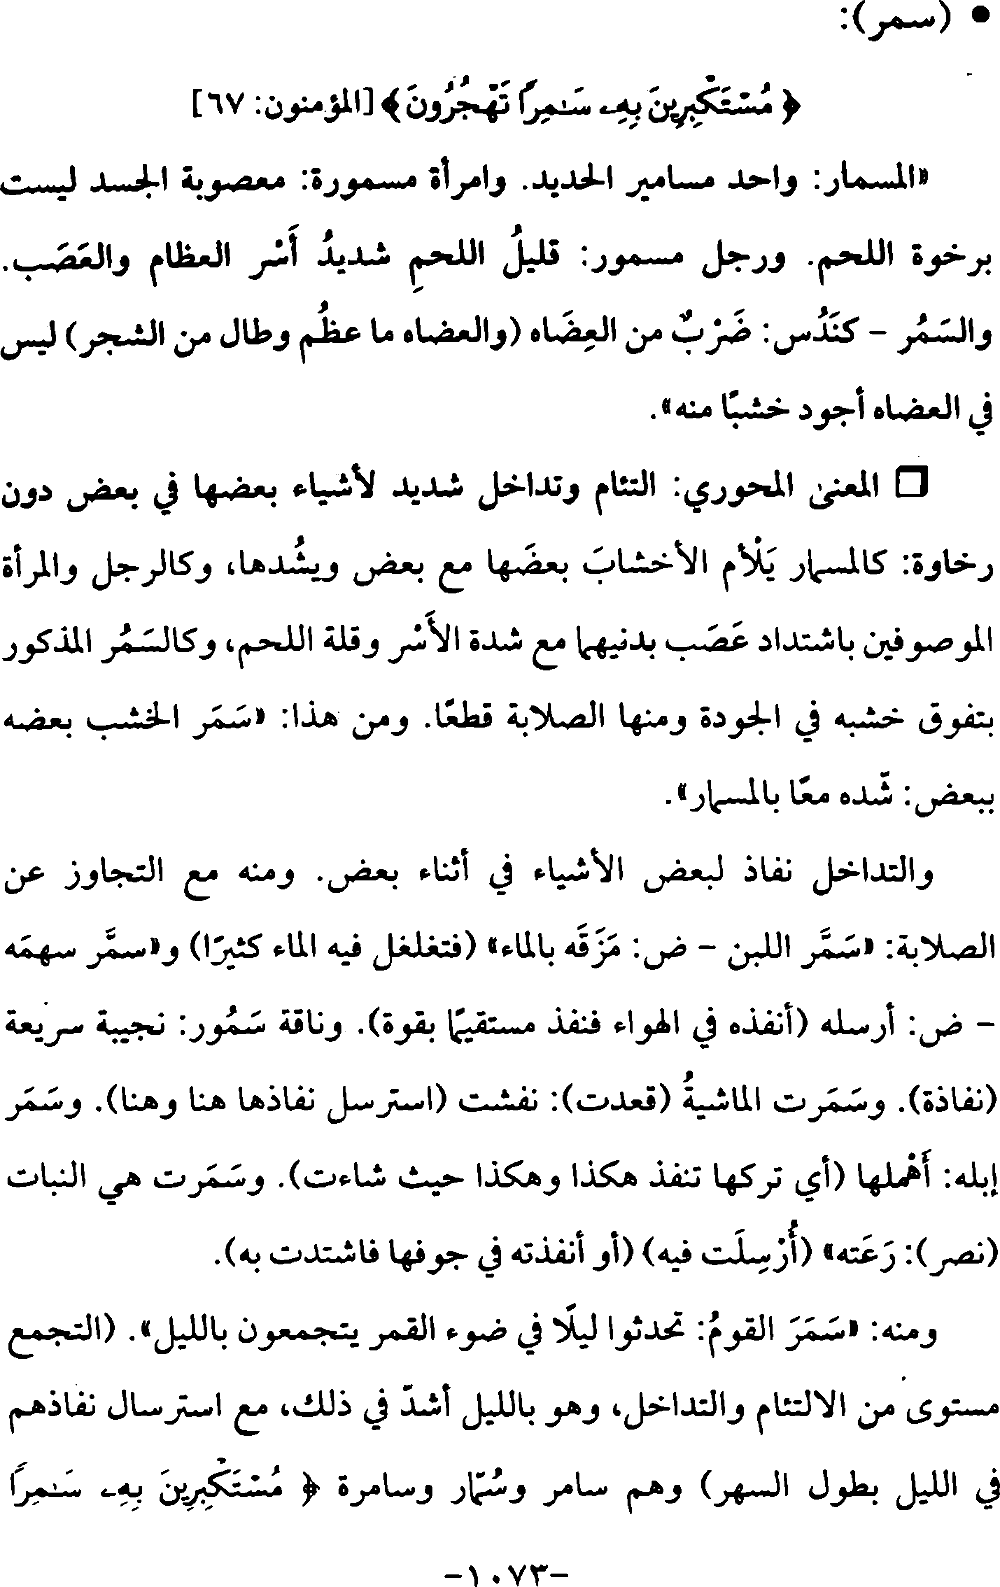 • (سمر):
﴿ مُسْتَكْبِرِينَ بِهِۦ سَـٰمِرًا تَهْجُرُونَ ﴾ [المؤمنون: ٦٧]
«المسمار: واحد مسامير الحديد. وامرأة مسمورة: معصوبة الجسد ليست
برخوة اللحم. ورجل مسمور: قليلُ اللحمِ شديدُ أَسْر العظام والعَصَب.
والسَمُر - كنَدُس: ضَرْبٌ من العِضَاه (والعضاه ما عظُم وطال من الشجر) ليس
في العضاه أجود خشبًا منه».
□ المعنىٰ المحوري: التئام وتداخل شديد لأشياء بعضها في بعض دون
رخاوة: كالمسمار يَلْأم الأخشابَ بعضَها مع بعض ويشُدها، وكالرجل والمرأة
الموصوفين باشتداد عَصَب بدنيهما مع شدة الأَسْر وقلة اللحم، وكالسَمُر المذكور
بتفوق خشبه في الجودة ومنها الصلابة قطعًا. ومن هذا: «سَمَر الخشب بعضه
ببعض: شّده معًا بالمسمار».
والتداخل نفاذ لبعض الأشياء في أثناء بعض. ومنه مع التجاوز عن
الصلابة: «سَمَّر اللبن - ض: مَزَقَه بالماء» (فتغلغل فيه الماء كثيرًا) و«سمَّر سهمَه
- ض: أرسله (أنفذه في الهواء فنفذ مستقيمًا بقوة). وناقة سَمُور: نجيبة سريعة
(نفاذة). وسَمَرت الماشيةُ (قعدت): نفشت (استرسل نفاذها هنا وهنا). وسَمَر
إبله: أَهْملها (أي تركها تنفذ هكذا وهكذا حيث شاءت). وسَمَرت هي النبات
(نصر): رَعَته» (أُرْسِلَت فيه) (أو أنفذته في جوفها فاشتدت به).
ومنه: «سَمَرَ القومُ: تحدثوا ليلًا في ضوء القمر يتجمعون بالليل». (التجمع
مستوى من الالتئام والتداخل، وهو بالليل أشدّ في ذلك، مع استرسال نفاذهم
في الليل بطول السهر) وهم سامر وسُمّار وسامرة ﴿ مُسْتَكْبِرِينَ بِهِۦ سَـٰمِرًا
-١٠٧٣-